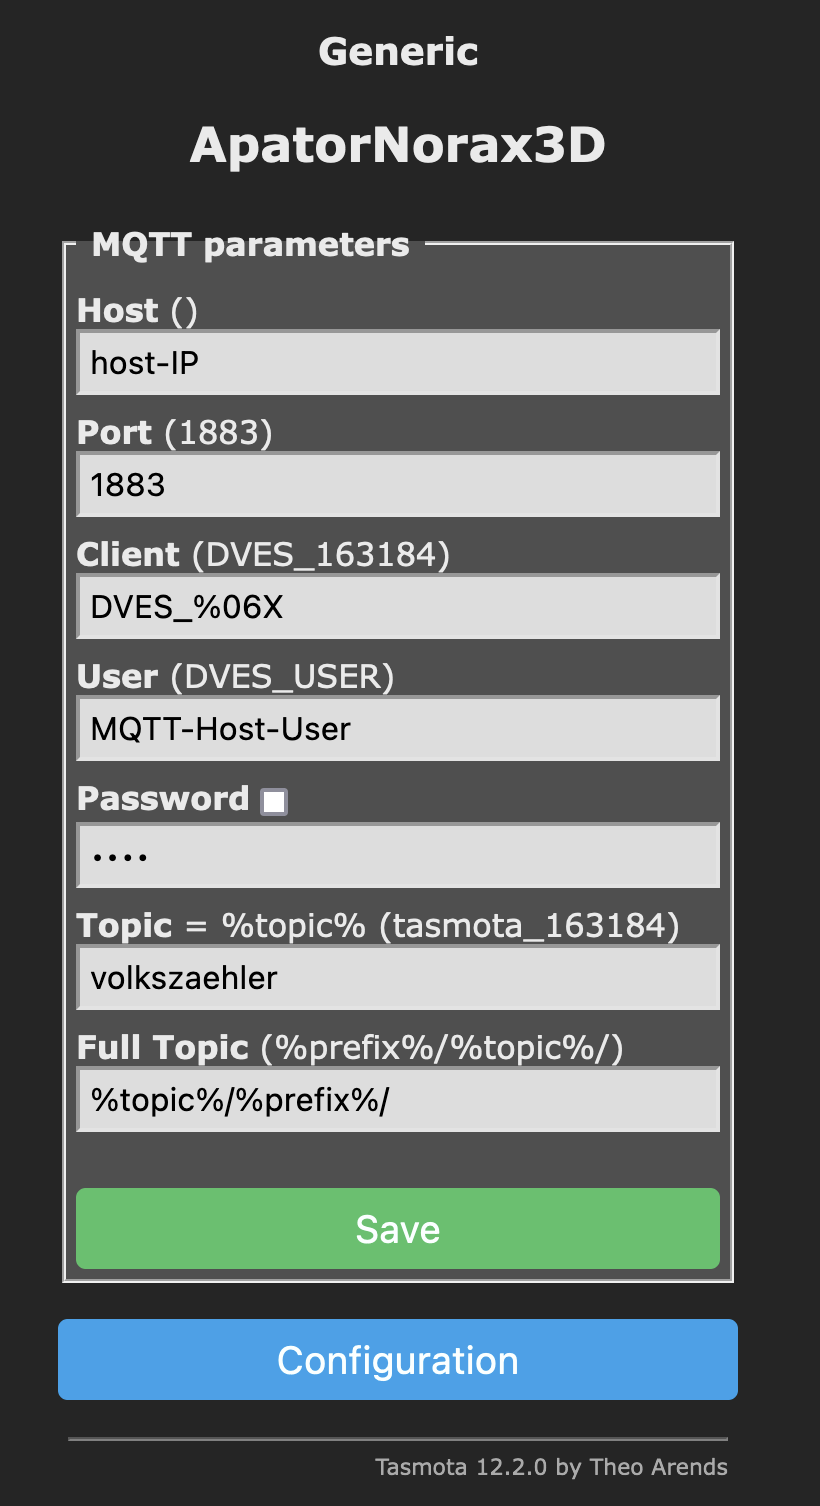 Generic
ApatorNorax3D
MQTT parameters
Host ()
host-IP
Port (1883)
1883
Client (DVES_163184)
DVES_%06X
User (DVES_USER)
MQTT-Host-User
Password
••••
Topic = %topic% (tasmota_163184)
volkszaehler
Full Topic (%prefix%/%topic%/)
%topic%/%prefix%/
Save
Configuration
Tasmota 12.2.0 by Theo Arends